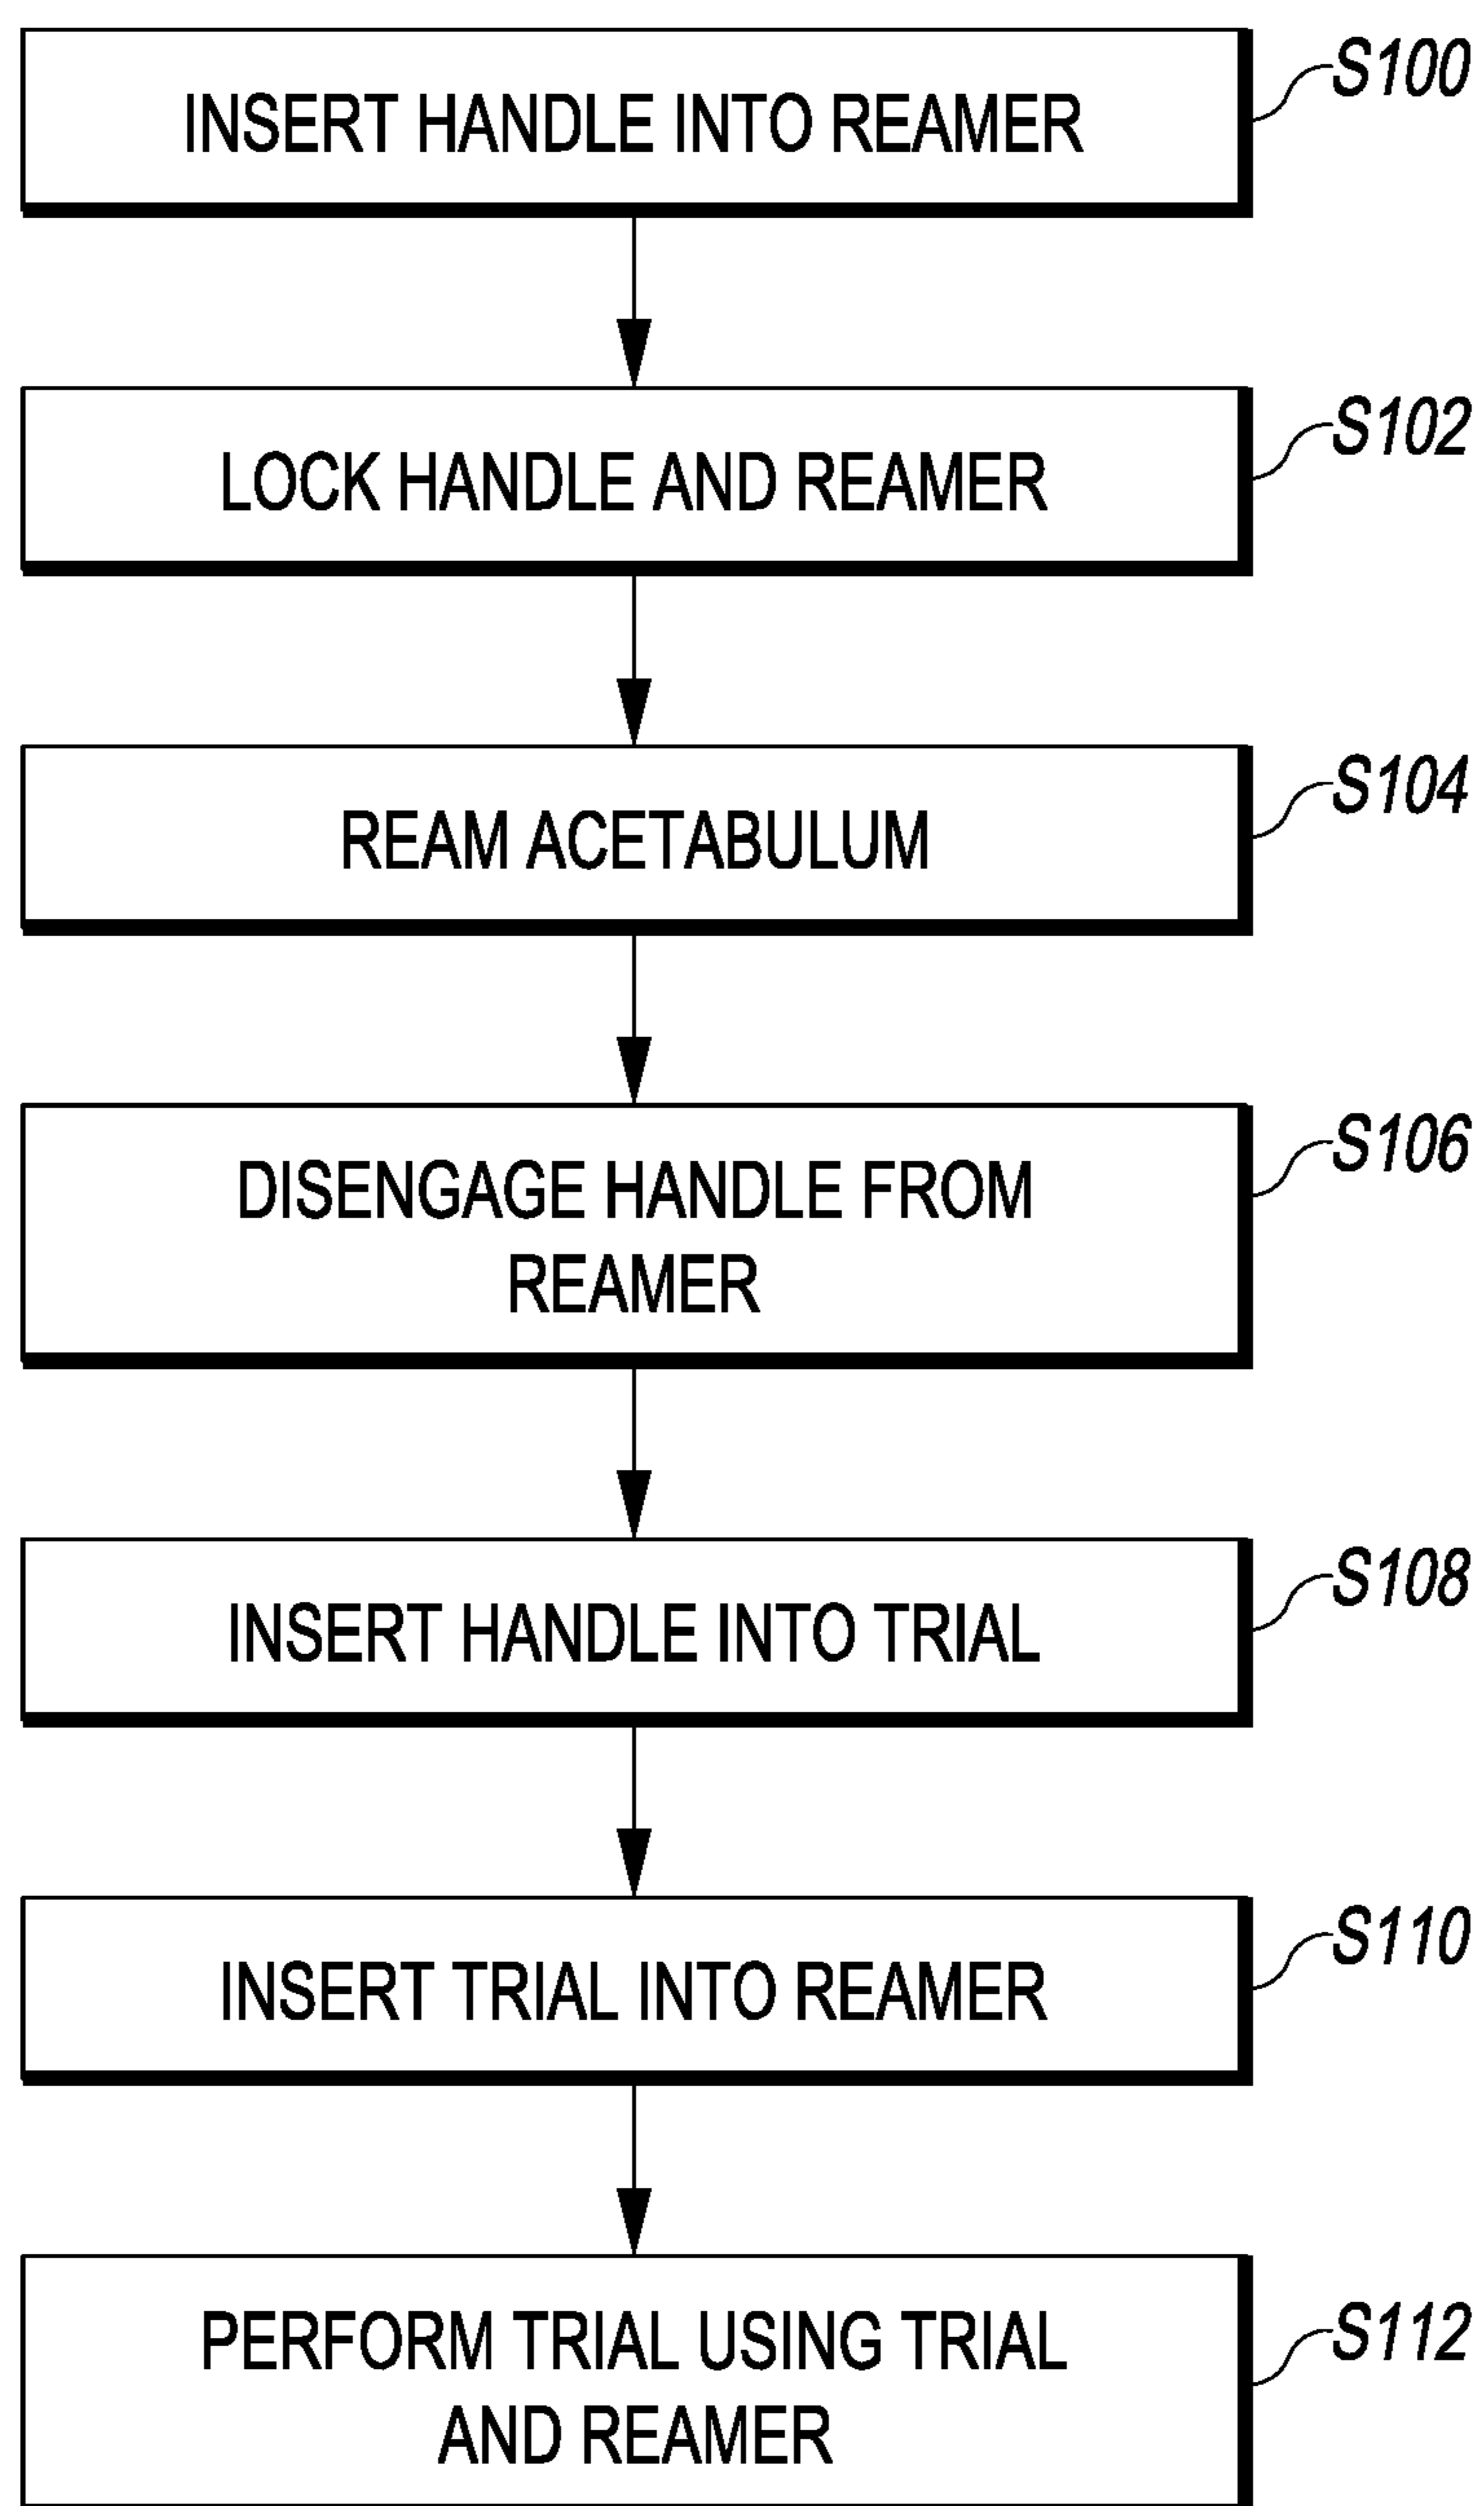 INSERT HANDLE INTO REAMER
S100
LOCK HANDLE AND REAMER
S102
REAM ACETABULUM
S104
DISENGAGE HANDLE FROM
REAMER
S106
INSERT HANDLE INTO TRIAL
S108
INSERT TRIAL INTO REAMER
S110
PERFORM TRIAL USING TRIAL
AND REAMER
S112